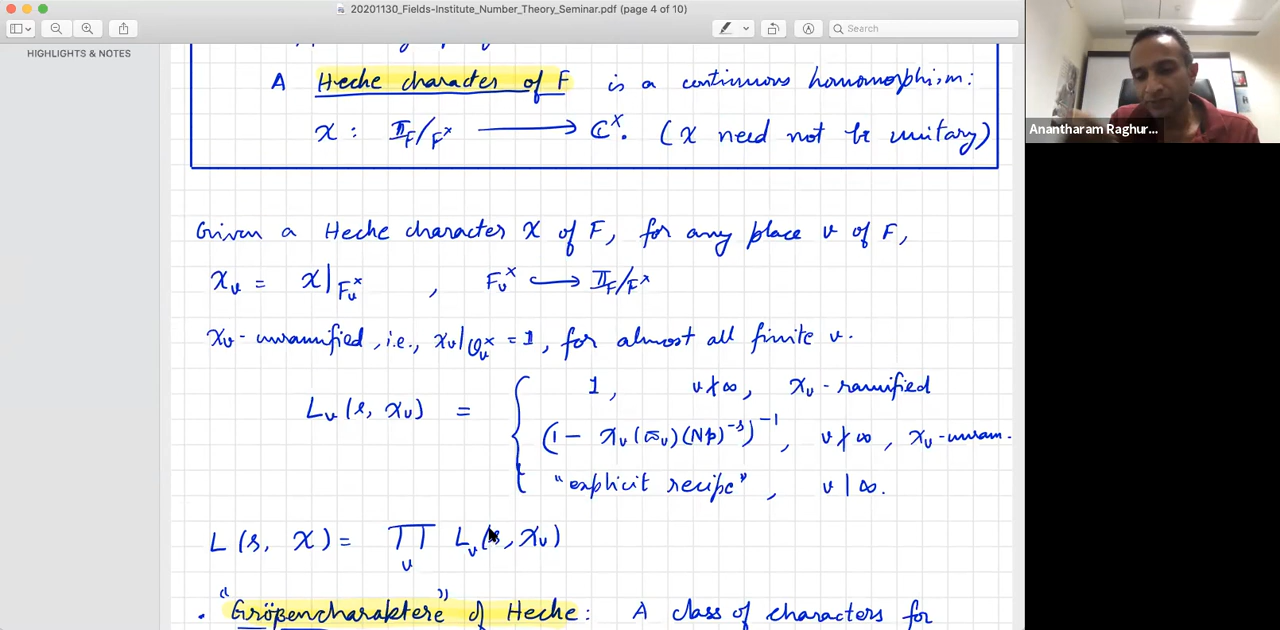 20201130_Fields-Institute_Number_Theory_Seminar.pdf (page 4 of 10)
Search
HIGHLIGHTS & NOTES
A Hecke character of F is a continuous homomorphism:
χ : 𝕀_F/F^× ⟶ ℂ^×. (χ need not be unitary)
Anantharam Raghur...
Given a Hecke character χ of F, for any place v of F,
χ_v = χ|_{F_v^×} , F_v^× ↪ 𝕀_F/F^×
χ_v - unramified, i.e., χ_v|_{O_v^×} = 1, for almost all finite v.
L_v(s, χ_v) = { 1, v∤∞, χ_v - ramified
(1 - χ_v(ϖ_v)(N𝔭)^{-s})^{-1}, v∤∞, χ_v - unram.
"explicit recipe", v|∞.
L(s, χ) = ∏_v L_v(s, χ_v)
• "Größencharaktere" of Hecke: A class of characters for